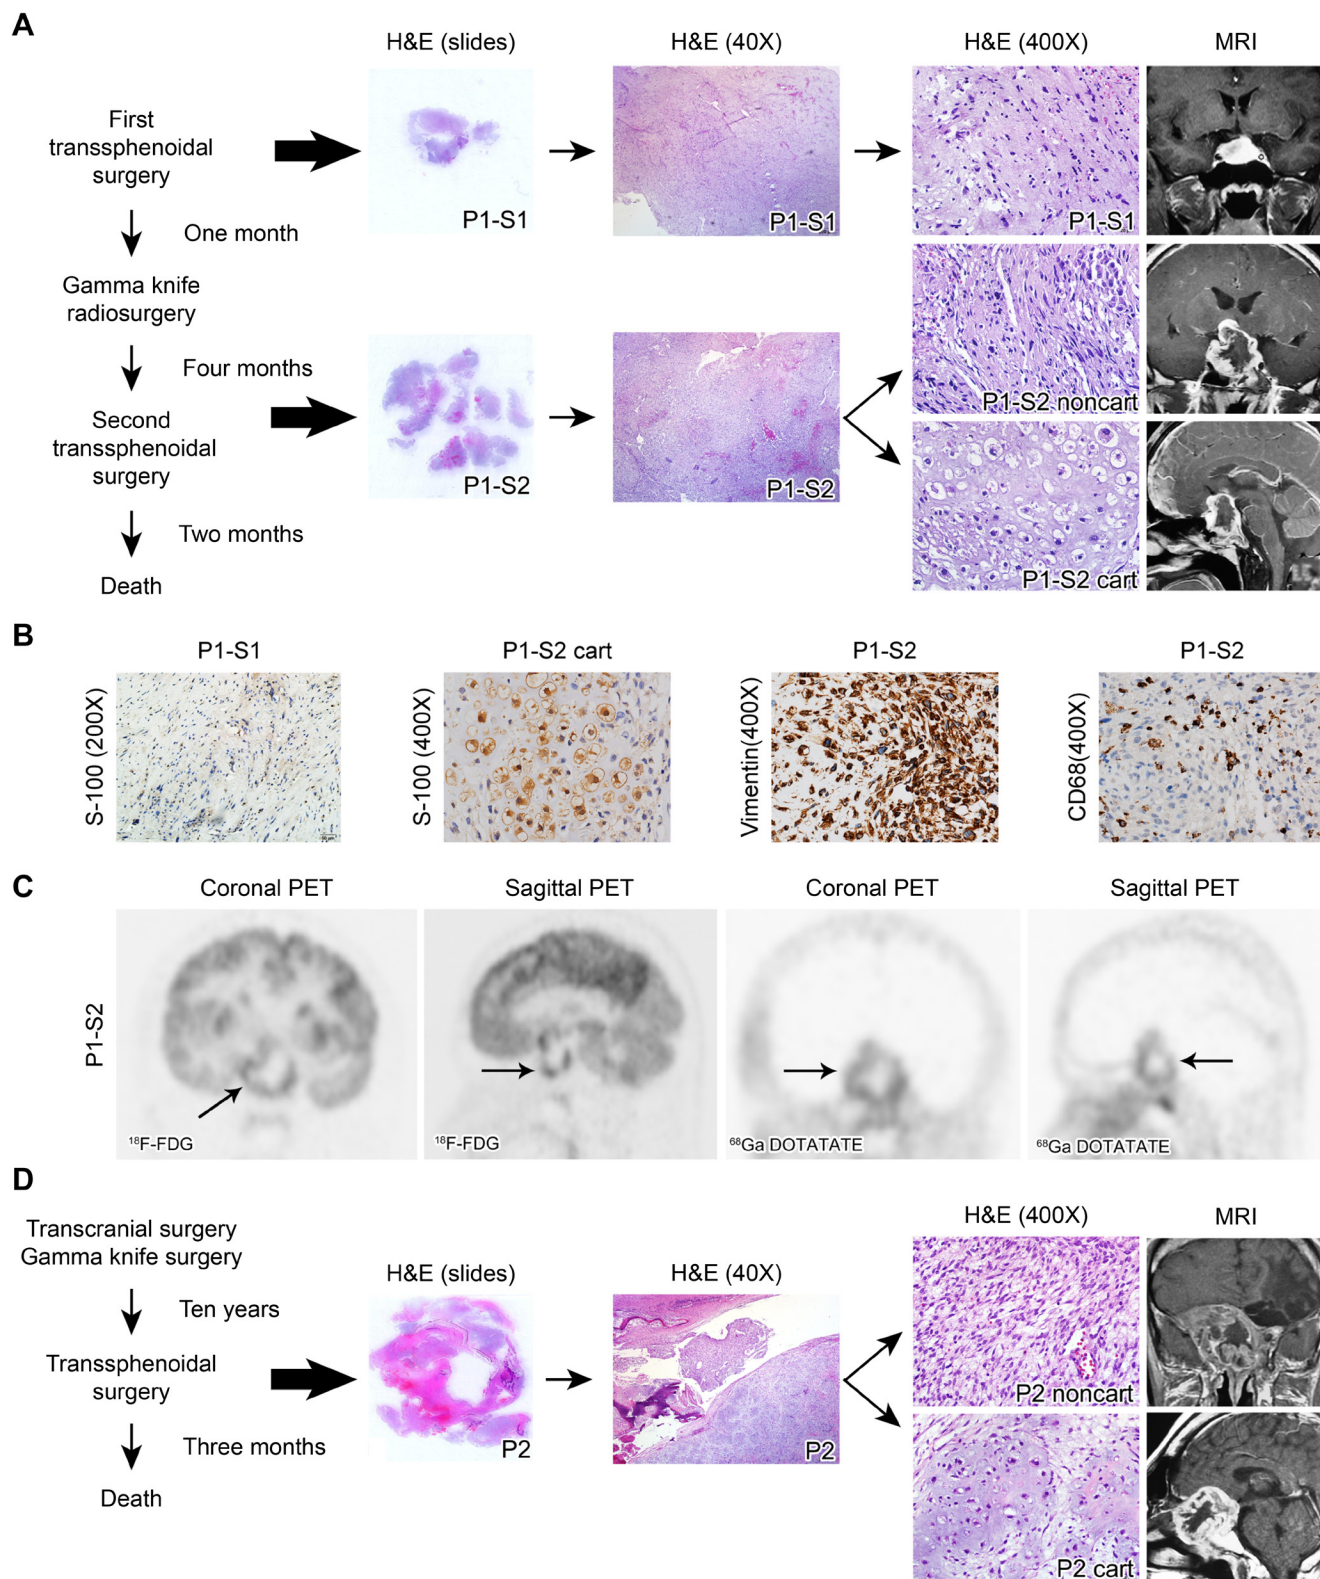 A
H&E (slides)
H&E (40X)
H&E (400X)
MRI
First
transsphenoidal
surgery
P1-S1
P1-S1
P1-S1
One month
Gamma knife
radiosurgery
Four months
Second
transsphenoidal
surgery
P1-S2
P1-S2
P1-S2 noncart
P1-S2 cart
Two months
Death
B
P1-S1
P1-S2 cart
P1-S2
P1-S2
S-100 (200X)
S-100 (400X)
Vimentin(400X)
CD68(400X)
C
Coronal PET
Sagittal PET
Coronal PET
Sagittal PET
P1-S2
¹⁸F-FDG
¹⁸F-FDG
⁶⁸Ga DOTATATE
⁶⁸Ga DOTATATE
D
Transcranial surgery
Gamma knife surgery
H&E (slides)
H&E (40X)
H&E (400X)
MRI
Ten years
Transsphenoidal
surgery
P2
P2
P2 noncart
P2 cart
Three months
Death